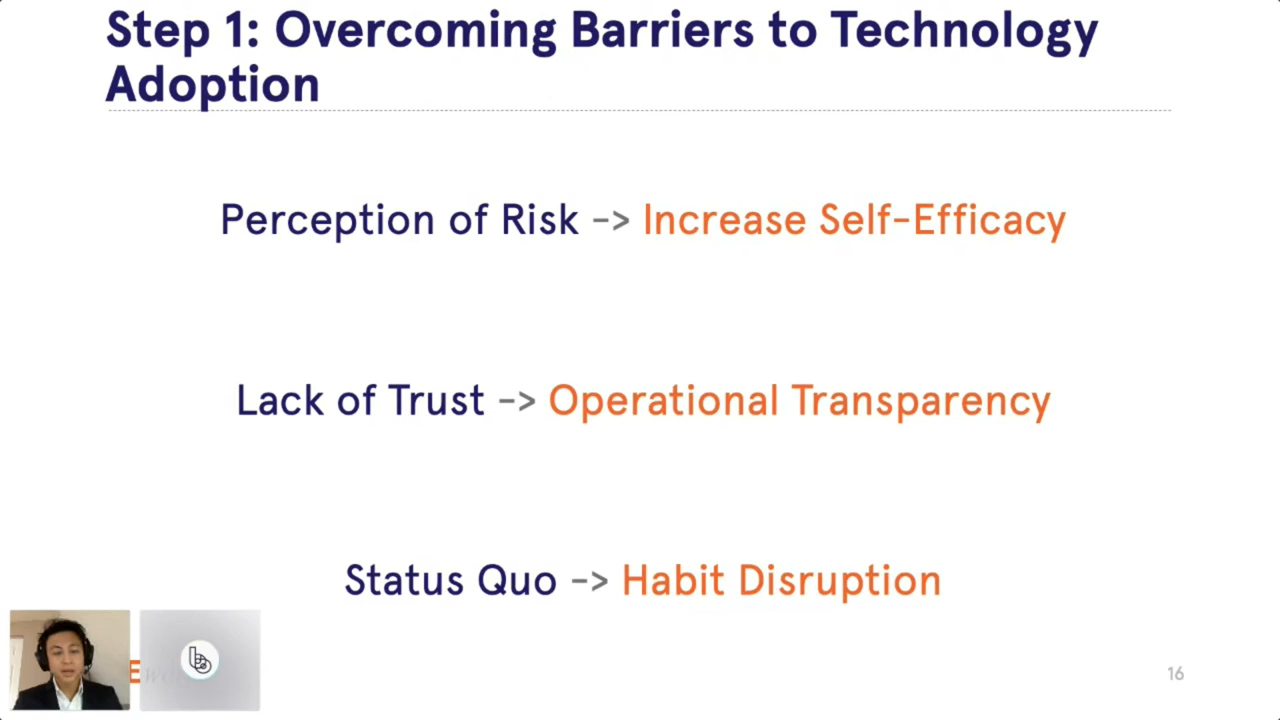 Step 1: Overcoming Barriers to Technology
Adoption
Perception of Risk -> Increase Self-Efficacy
Lack of Trust -> Operational Transparency
Status Quo -> Habit Disruption
16